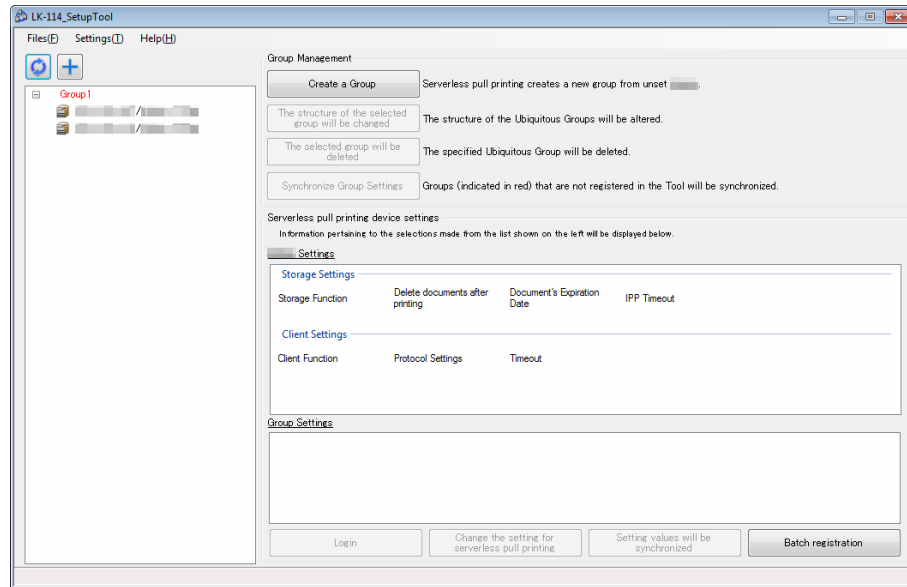 LK-114_SetupTool
Files(F) Settings(T) Help(H)
Group1
/
/
Group Management
Create a Group
Serverless pull printing creates a new group from unset .
The structure of the selected
group will be changed
The structure of the Ubiquitous Groups will be altered.
The selected group will be
deleted
The specified Ubiquitous Group will be deleted.
Synchronize Group Settings
Groups (indicated in red) that are not registered in the Tool will be synchronized.
Serverless pull printing device settings
Information pertaining to the selections made from the list shown on the left will be displayed below.
Settings
Storage Settings
Storage Function
Delete documents after
printing
Document's Expiration
Date
IPP Timeout
Client Settings
Client Function
Protocol Settings
Timeout
Group Settings
Login
Change the setting for
serverless pull printing
Setting values will be
synchronized
Batch registration